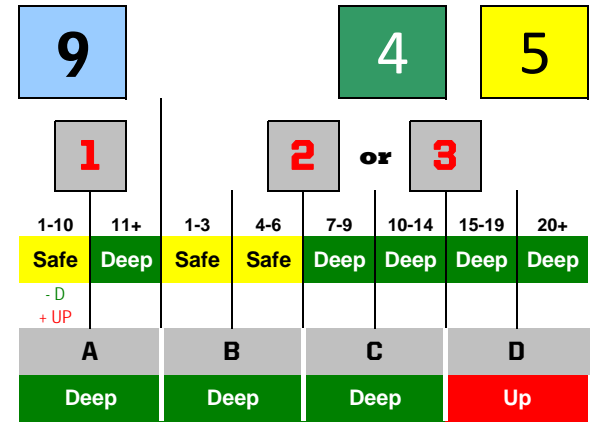 9 4 5
1 2 or 3
1-10 11+ 1-3 4-6 7-9 10-14 15-19 20+
Safe Deep Safe Safe Deep Deep Deep Deep
- D
+ UP
A B C D
Deep Deep Deep Up